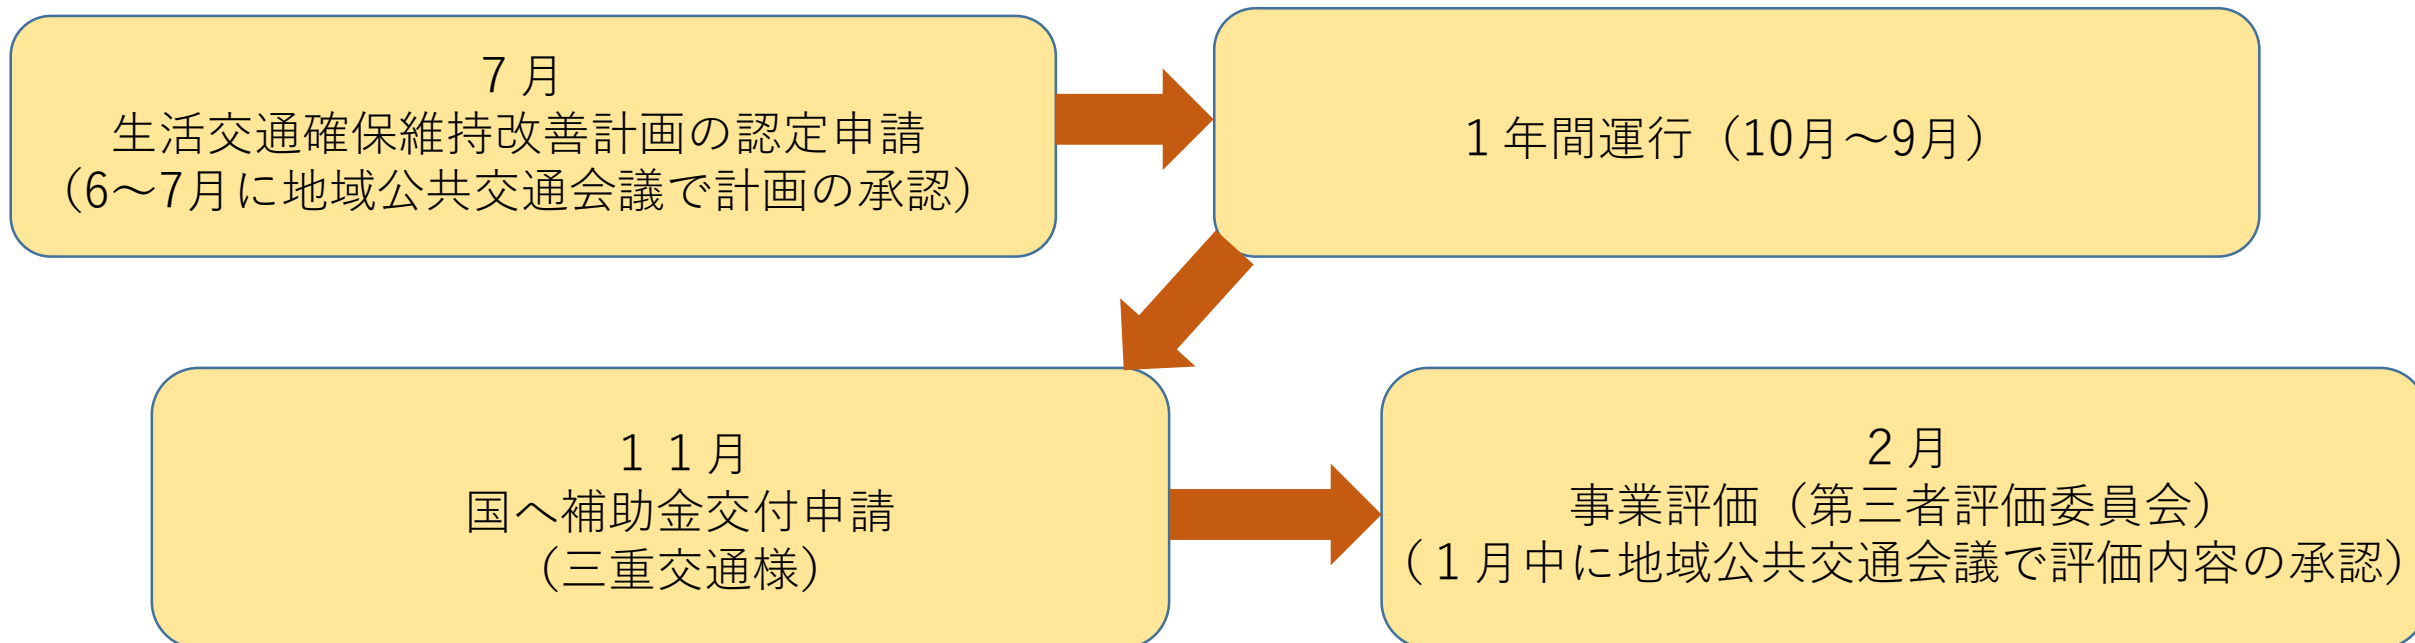 ７月
生活交通確保維持改善計画の認定申請
（6～7月に地域公共交通会議で計画の承認）
１年間運行（10月～9月）
１１月
国へ補助金交付申請
（三重交通様）
２月
事業評価（第三者評価委員会）
（１月中に地域公共交通会議で評価内容の承認）